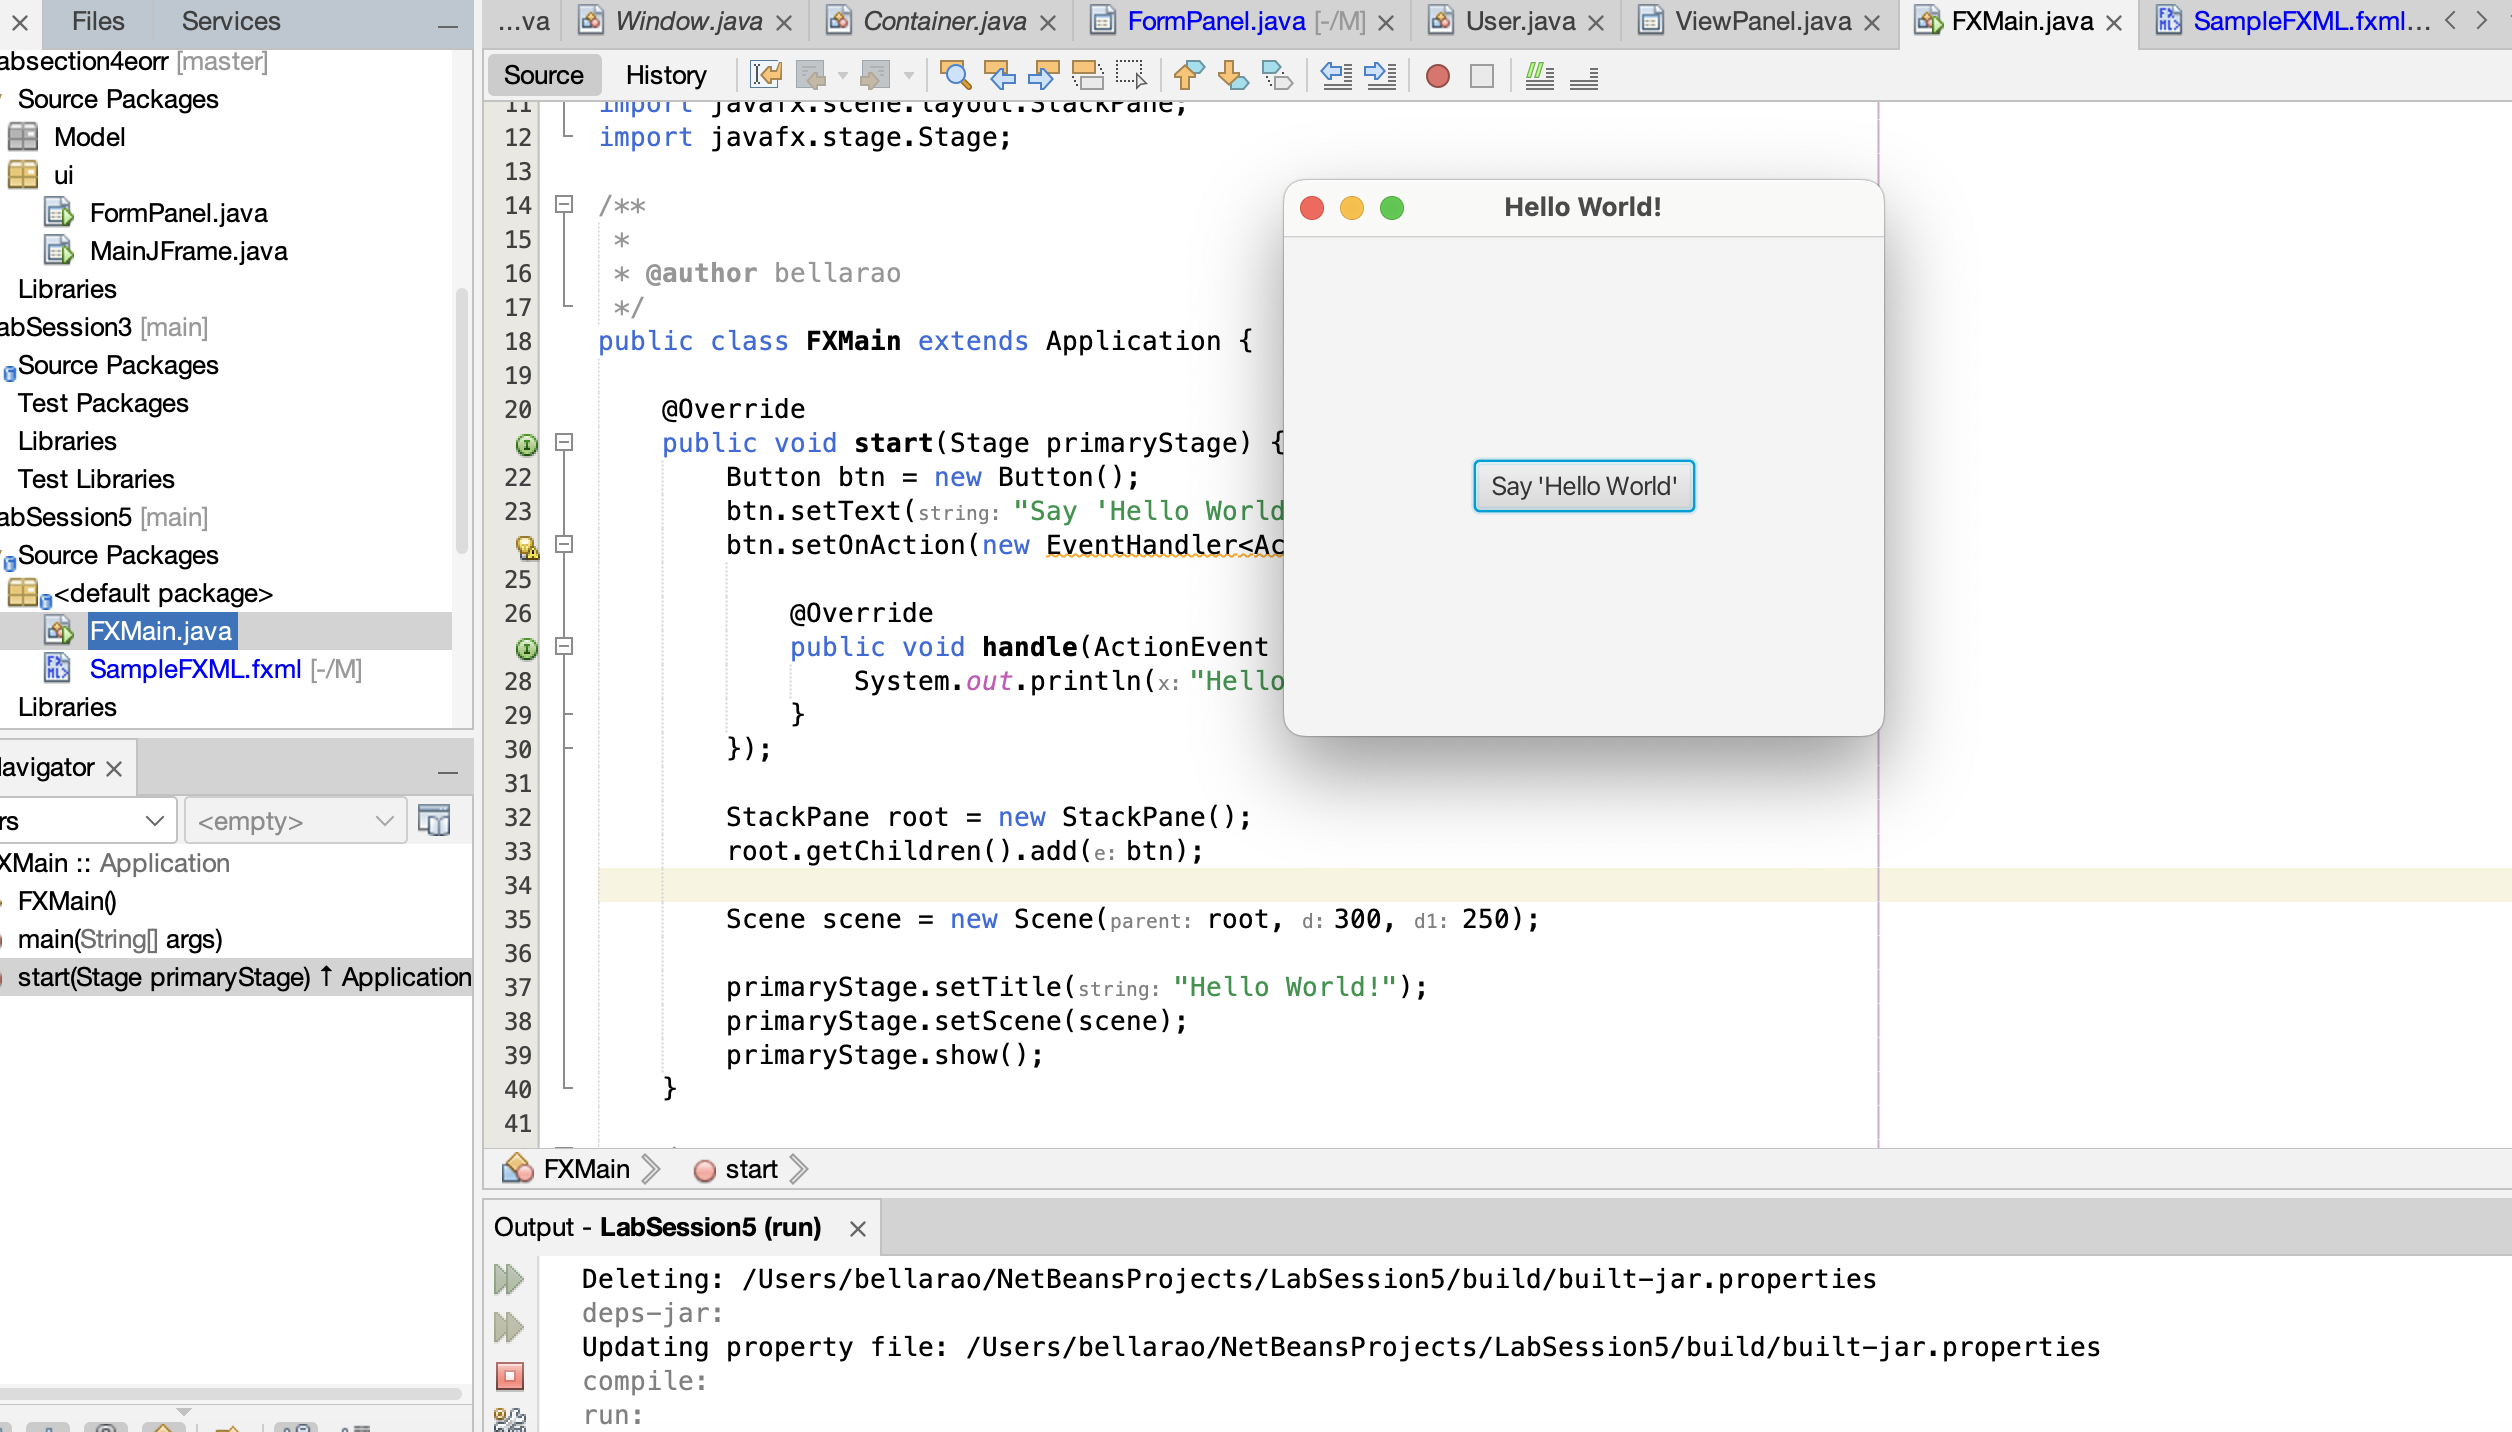 Files Services
...va Window.java Container.java FormPanel.java [-/M] User.java ViewPanel.java FXMain.java SampleFXML.fxml...
absection4eorr [master]
Source Packages
Model
ui
FormPanel.java
MainJFrame.java
Libraries
abSession3 [main]
Source Packages
Test Packages
Libraries
Test Libraries
abSession5 [main]
Source Packages
<default package>
FXMain.java
SampleFXML.fxml [-/M]
Libraries
avigator
rs <empty>
XMain :: Application
FXMain()
main(String[] args)
start(Stage primaryStage) ↑ Application
Source History
11 import javafx.scene.layout.StackPane;
12 import javafx.stage.Stage;
13
14 /**
15 *
16 * @author bellarao
17 */
18 public class FXMain extends Application {
19
20 @Override
public void start(Stage primaryStage) {
22 Button btn = new Button();
23 btn.setText(string: "Say 'Hello World
btn.setOnAction(new EventHandler<Ac
25
26 @Override
public void handle(ActionEvent
28 System.out.println(x: "Hello
29 }
30 });
31
32 StackPane root = new StackPane();
33 root.getChildren().add(e: btn);
34
35 Scene scene = new Scene(parent: root, d: 300, d1: 250);
36
37 primaryStage.setTitle(string: "Hello World!");
38 primaryStage.setScene(scene);
39 primaryStage.show();
40 }
41
Hello World!
Say 'Hello World'
FXMain start
Output - LabSession5 (run)
Deleting: /Users/bellarao/NetBeansProjects/LabSession5/build/built-jar.properties
deps-jar:
Updating property file: /Users/bellarao/NetBeansProjects/LabSession5/build/built-jar.properties
compile:
run: